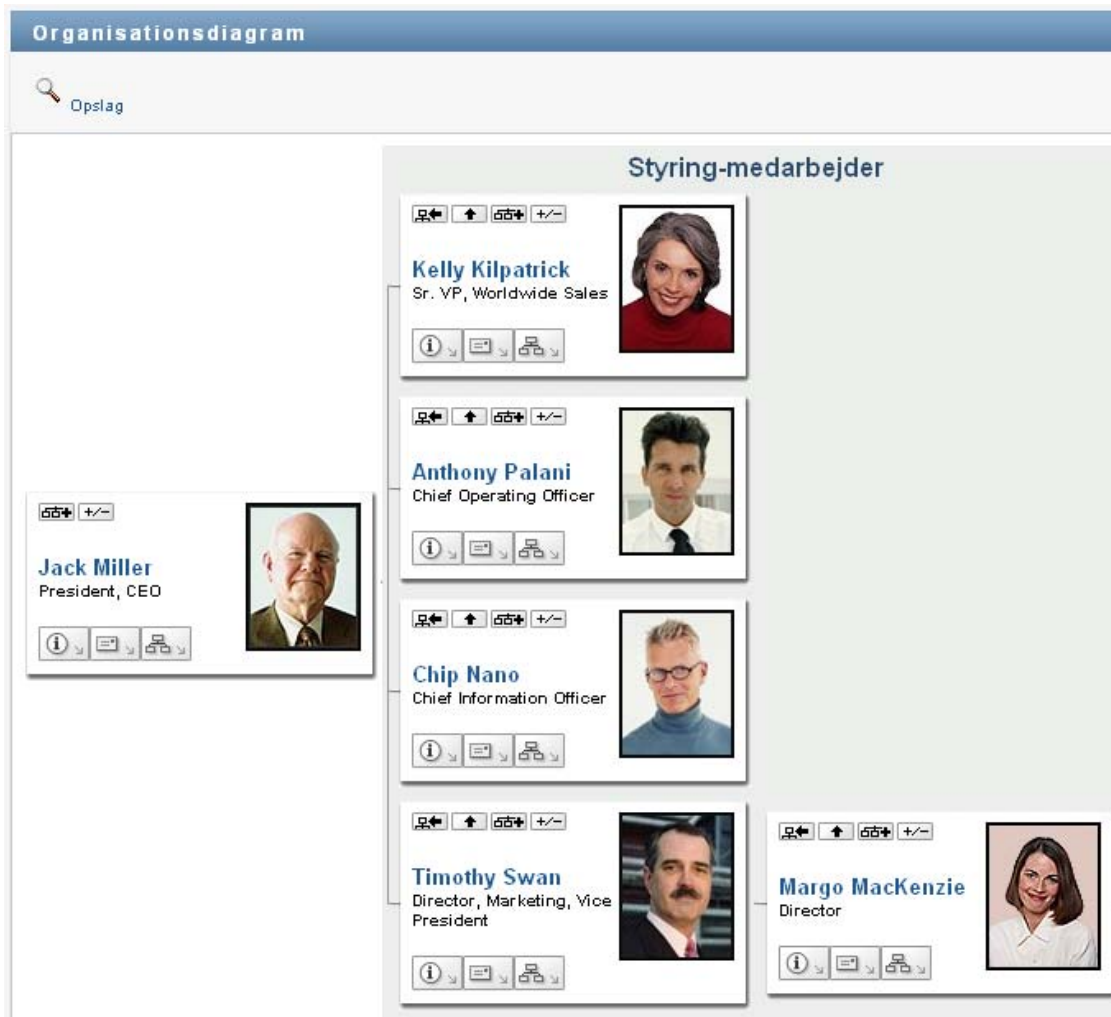 Organisationsdiagram
Opslag
Styring-medarbejder
Kelly Kilpatrick
Sr. VP, Worldwide Sales
Anthony Palani
Chief Operating Officer
Jack Miller
President, CEO
Chip Nano
Chief Information Officer
Timothy Swan
Director, Marketing, Vice
President
Margo MacKenzie
Director